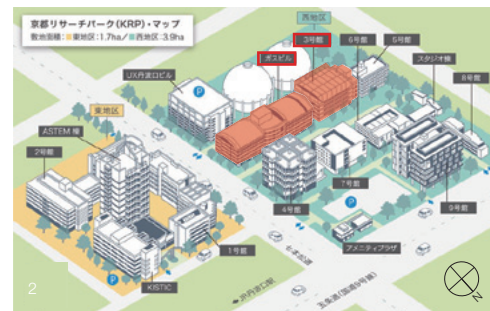 京都リサーチパーク(KRP)・マップ
敷地面積：■東地区：1.7ha／■西地区：3.9ha
西地区
3号館
6号館
5号館
ガスビル
スタジオ棟
8号館
UX丹波口ビル
P
東地区
ASTEM棟
2号館
7号館
4号館
9号館
P
1号館
アメニティプラザ
七本松通
五条通(国道9号線)
JR丹波口駅
KISTIC
P
2
N